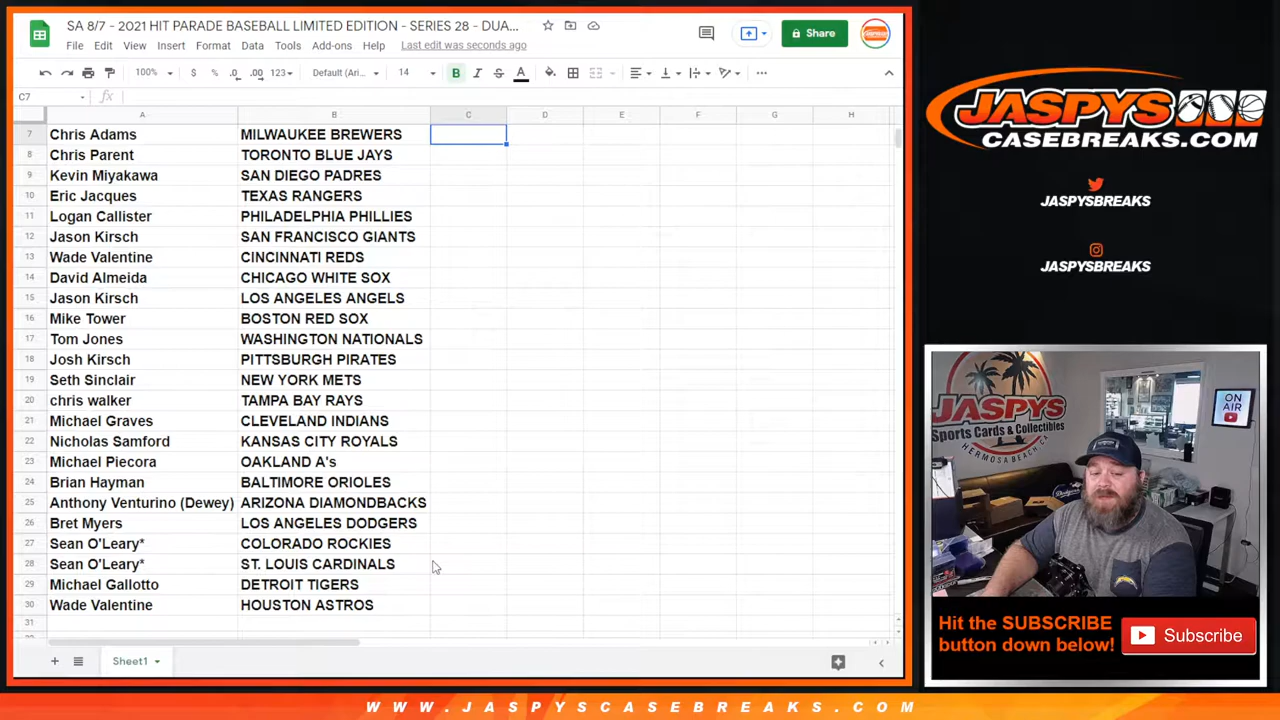 SA 8/7 - 2021 HIT PARADE BASEBALL LIMITED EDITION - SERIES 28 - DUA...
File Edit View Insert Format Data Tools Add-ons Help Last edit was seconds ago
Share
100% $ % .0 .00 123 Default (Ari... 14 B I S A
C7 fx
A B C D E F G H
7 Chris Adams MILWAUKEE BREWERS
8 Chris Parent TORONTO BLUE JAYS
9 Kevin Miyakawa SAN DIEGO PADRES
10 Eric Jacques TEXAS RANGERS
11 Logan Callister PHILADELPHIA PHILLIES
12 Jason Kirsch SAN FRANCISCO GIANTS
13 Wade Valentine CINCINNATI REDS
14 David Almeida CHICAGO WHITE SOX
15 Jason Kirsch LOS ANGELES ANGELS
16 Mike Tower BOSTON RED SOX
17 Tom Jones WASHINGTON NATIONALS
18 Josh Kirsch PITTSBURGH PIRATES
19 Seth Sinclair NEW YORK METS
20 chris walker TAMPA BAY RAYS
21 Michael Graves CLEVELAND INDIANS
22 Nicholas Samford KANSAS CITY ROYALS
23 Michael Piecora OAKLAND A's
24 Brian Hayman BALTIMORE ORIOLES
25 Anthony Venturino (Dewey) ARIZONA DIAMONDBACKS
26 Bret Myers LOS ANGELES DODGERS
27 Sean O'Leary* COLORADO ROCKIES
28 Sean O'Leary* ST. LOUIS CARDINALS
29 Michael Gallotto DETROIT TIGERS
30 Wade Valentine HOUSTON ASTROS
31
Sheet1
JASPYS
CASEBREAKS.COM
JASPYSBREAKS
JASPYSBREAKS
JASPYS
Sports Cards & Collectibles
HERMOSA BEACH, CA
ON AIR
Dodgers
Hit the SUBSCRIBE
button down below!
Subscribe
WWW.JASPYSCASEBREAKS.COM